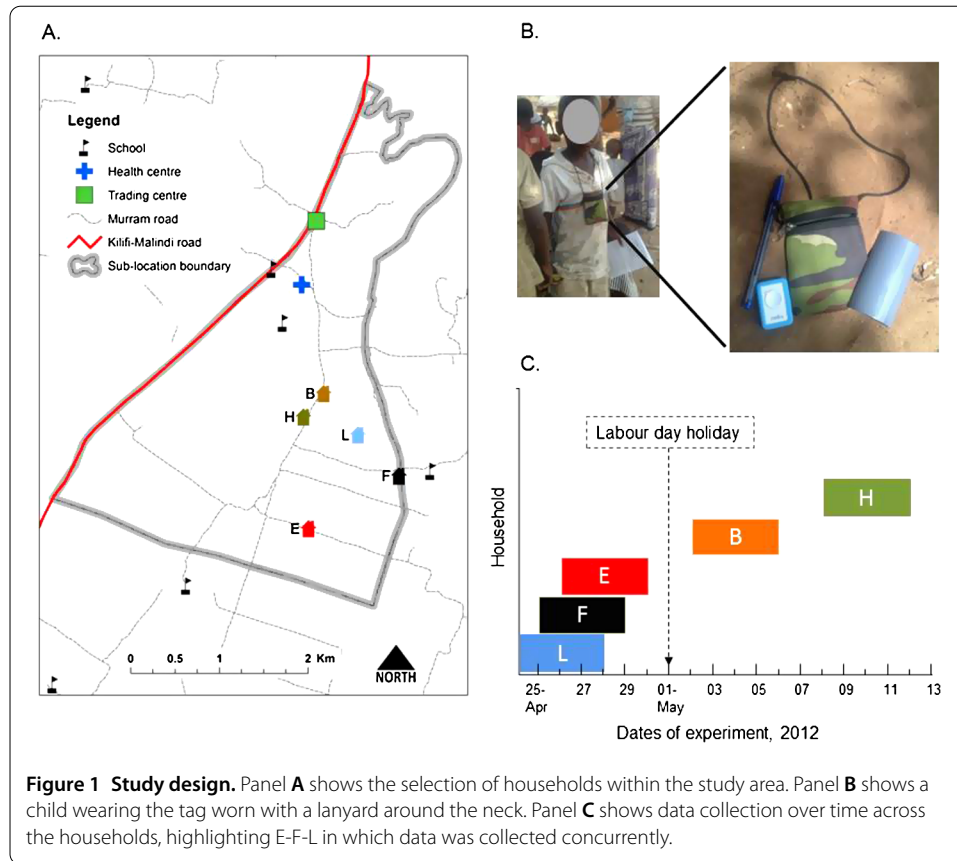 A.
Legend
School
Health centre
Trading centre
Murram road
Kilifi-Malindi road
Sub-location boundary
B
H
L
F
E
0 0.5 1 2 Km
NORTH
B.
C.
Labour day holiday
Household
H
B
E
F
L
25-Apr 27 29 01-May 03 05 07 09 11 13
Dates of experiment, 2012
Figure 1 Study design. Panel A shows the selection of households within the study area. Panel B shows a
child wearing the tag worn with a lanyard around the neck. Panel C shows data collection over time across
the households, highlighting E-F-L in which data was collected concurrently.